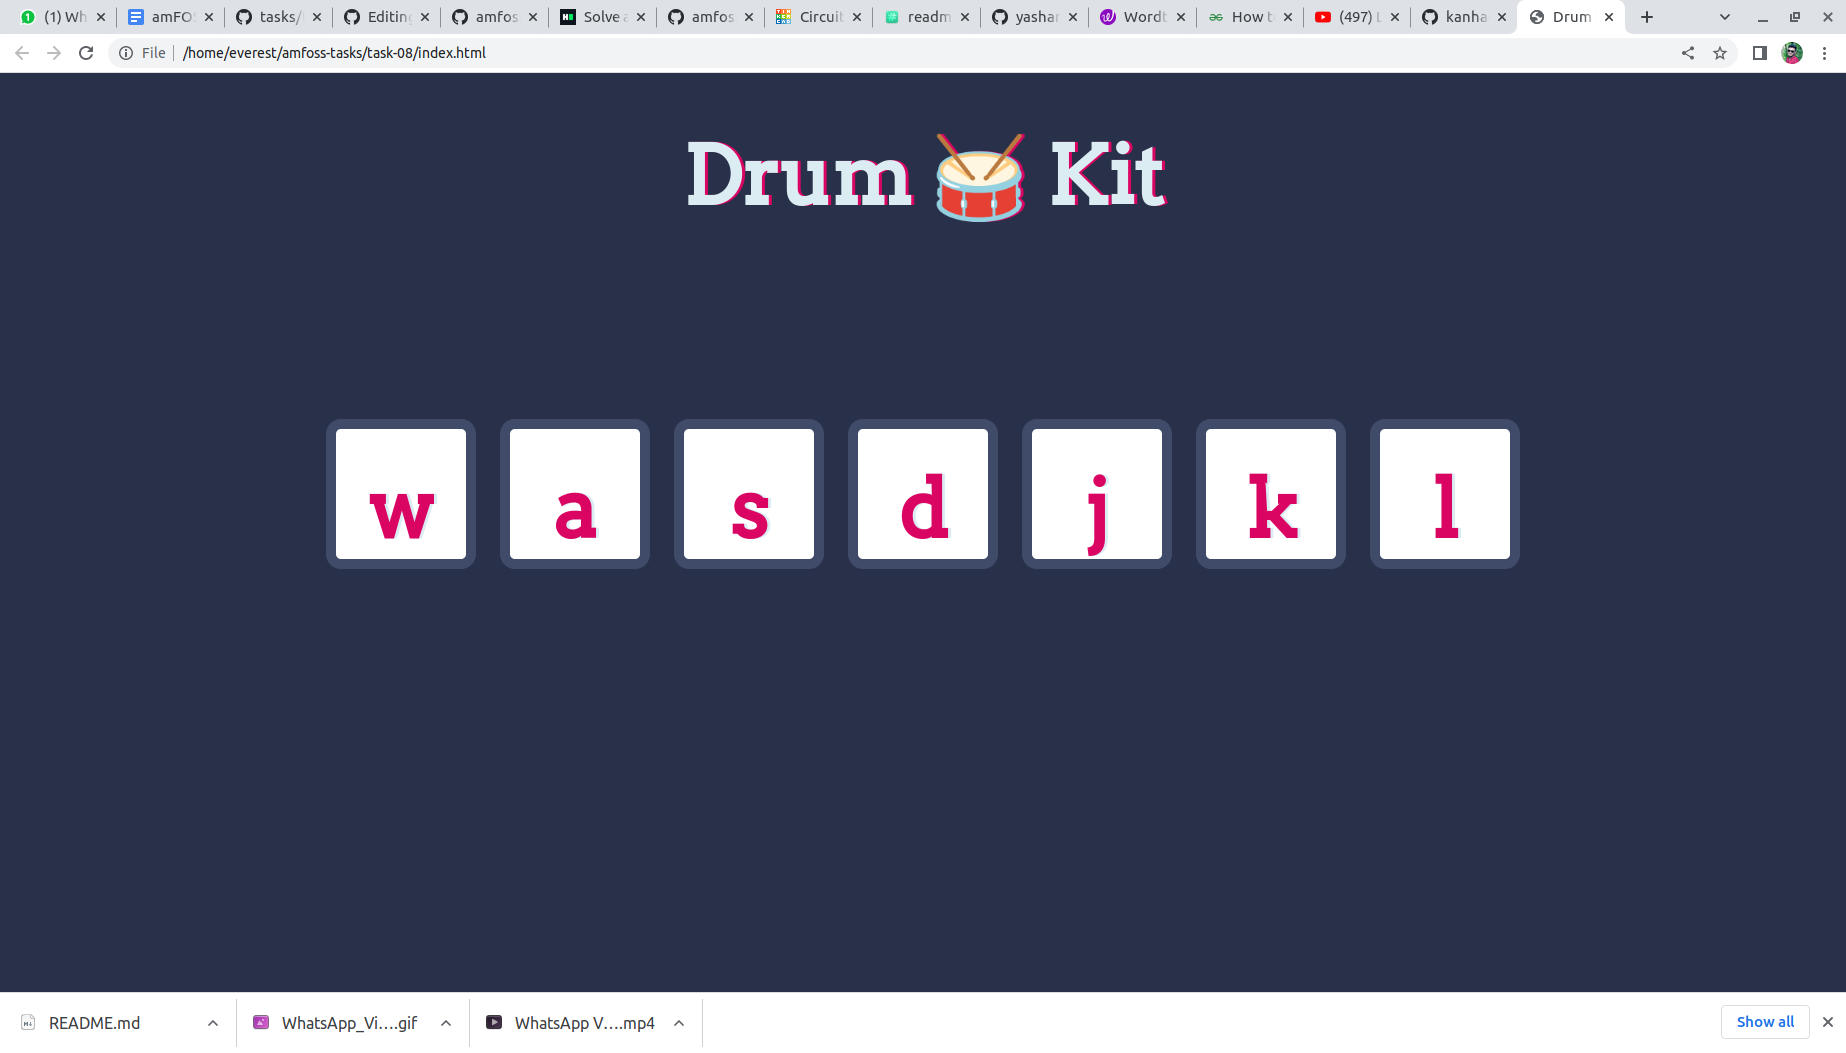 (1) Wh amFO tasks/ Editing amfos Solve a amfos Circuit readm yashar Wordt How to (497) L kanha Drum
File /home/everest/amfoss-tasks/task-08/index.html
Drum 🥁 Kit
w a s d j k l
README.md WhatsApp_Vi....gif WhatsApp V....mp4 Show all